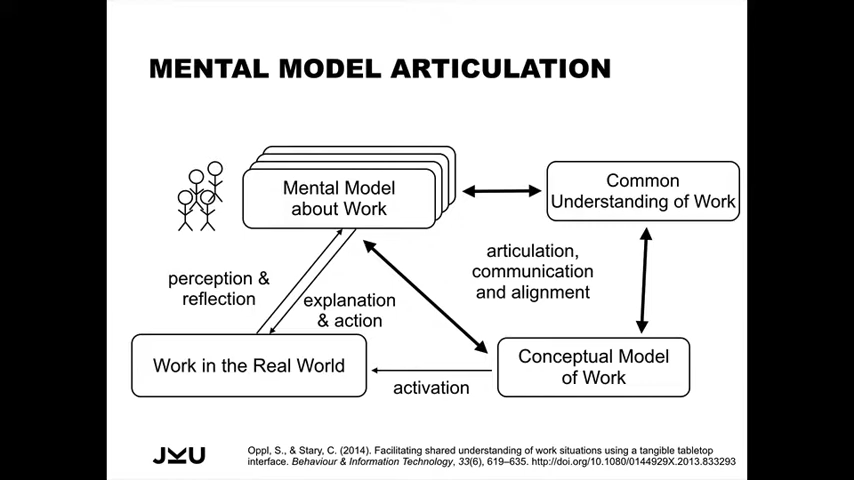 MENTAL MODEL ARTICULATION
Mental Model
about Work
Common
Understanding of Work
articulation,
communication
and alignment
perception &
reflection
explanation
& action
Work in the Real World
activation
Conceptual Model
of Work
JKU
Oppl, S., & Stary, C. (2014). Facilitating shared understanding of work situations using a tangible tabletop
interface. Behaviour & Information Technology, 33(6), 619–635. http://doi.org/10.1080/0144929X.2013.833293